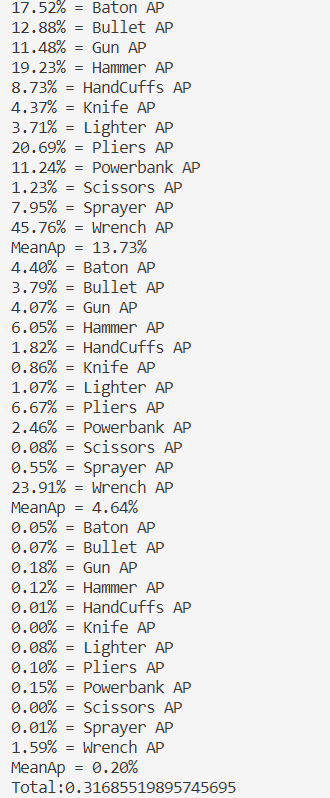 17.52% = Baton AP
12.88% = Bullet AP
11.48% = Gun AP
19.23% = Hammer AP
8.73% = HandCuffs AP
4.37% = Knife AP
3.71% = Lighter AP
20.69% = Pliers AP
11.24% = Powerbank AP
1.23% = Scissors AP
7.95% = Sprayer AP
45.76% = Wrench AP
MeanAp = 13.73%
4.40% = Baton AP
3.79% = Bullet AP
4.07% = Gun AP
6.05% = Hammer AP
1.82% = HandCuffs AP
0.86% = Knife AP
1.07% = Lighter AP
6.67% = Pliers AP
2.46% = Powerbank AP
0.08% = Scissors AP
0.55% = Sprayer AP
23.91% = Wrench AP
MeanAp = 4.64%
0.05% = Baton AP
0.07% = Bullet AP
0.18% = Gun AP
0.12% = Hammer AP
0.01% = HandCuffs AP
0.00% = Knife AP
0.08% = Lighter AP
0.10% = Pliers AP
0.15% = Powerbank AP
0.00% = Scissors AP
0.01% = Sprayer AP
1.59% = Wrench AP
MeanAp = 0.20%
Total:0.31685519895745695